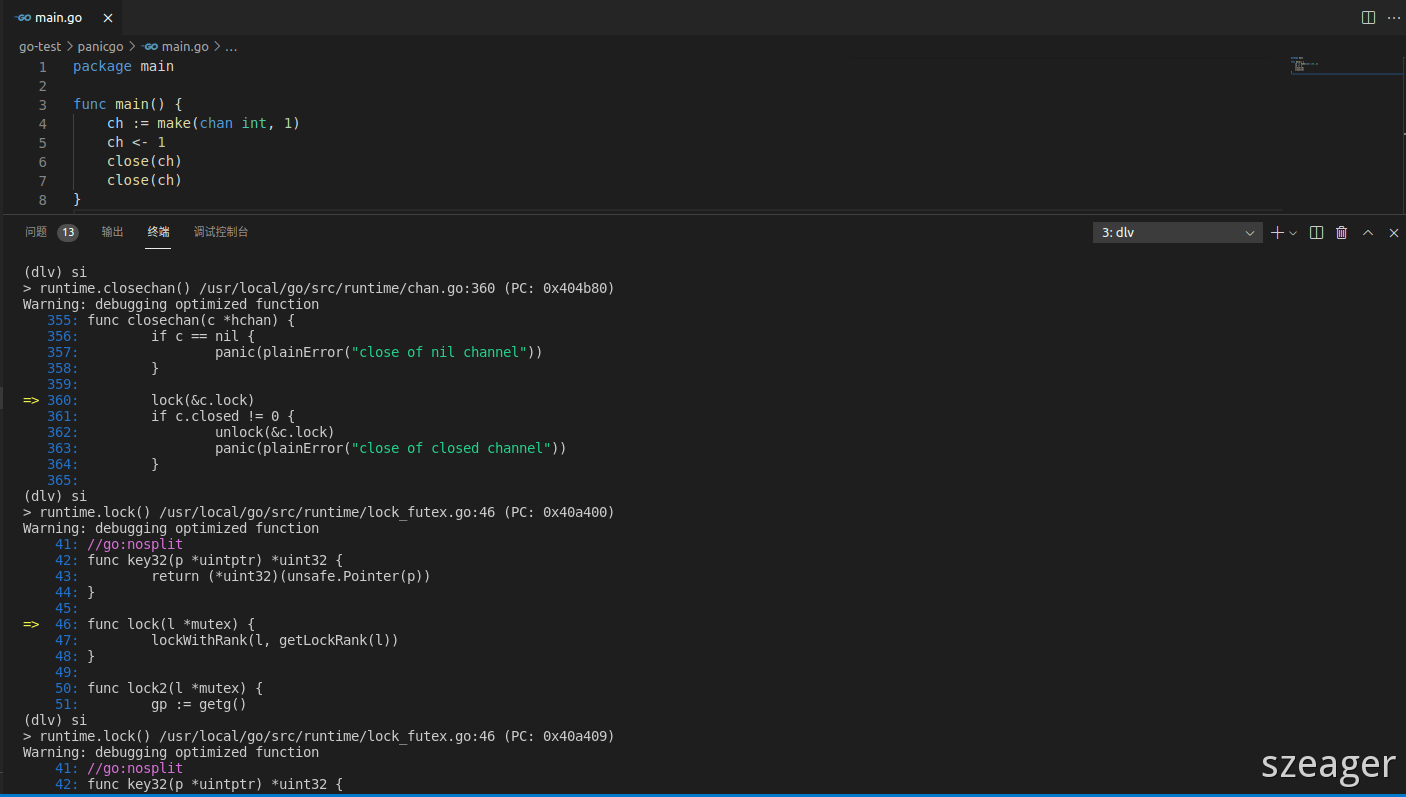 main.go
go-test > panicgo > main.go > ...
1 package main
2
3 func main() {
4     ch := make(chan int, 1)
5     ch <- 1
6     close(ch)
7     close(ch)
8 }
问题 13 输出 终端 调试控制台 3: dlv
(dlv) si
> runtime.closechan() /usr/local/go/src/runtime/chan.go:360 (PC: 0x404b80)
Warning: debugging optimized function
   355: func closechan(c *hchan) {
   356:         if c == nil {
   357:                 panic(plainError("close of nil channel"))
   358:         }
   359:
=> 360:         lock(&c.lock)
   361:         if c.closed != 0 {
   362:                 unlock(&c.lock)
   363:                 panic(plainError("close of closed channel"))
   364:         }
   365:
(dlv) si
> runtime.lock() /usr/local/go/src/runtime/lock_futex.go:46 (PC: 0x40a400)
Warning: debugging optimized function
    41: //go:nosplit
    42: func key32(p *uintptr) *uint32 {
    43:         return (*uint32)(unsafe.Pointer(p))
    44: }
    45:
=>  46: func lock(l *mutex) {
    47:         lockWithRank(l, getLockRank(l))
    48: }
    49:
    50: func lock2(l *mutex) {
    51:         gp := getg()
(dlv) si
> runtime.lock() /usr/local/go/src/runtime/lock_futex.go:46 (PC: 0x40a409)
Warning: debugging optimized function
    41: //go:nosplit
    42: func key32(p *uintptr) *uint32 {
szeager